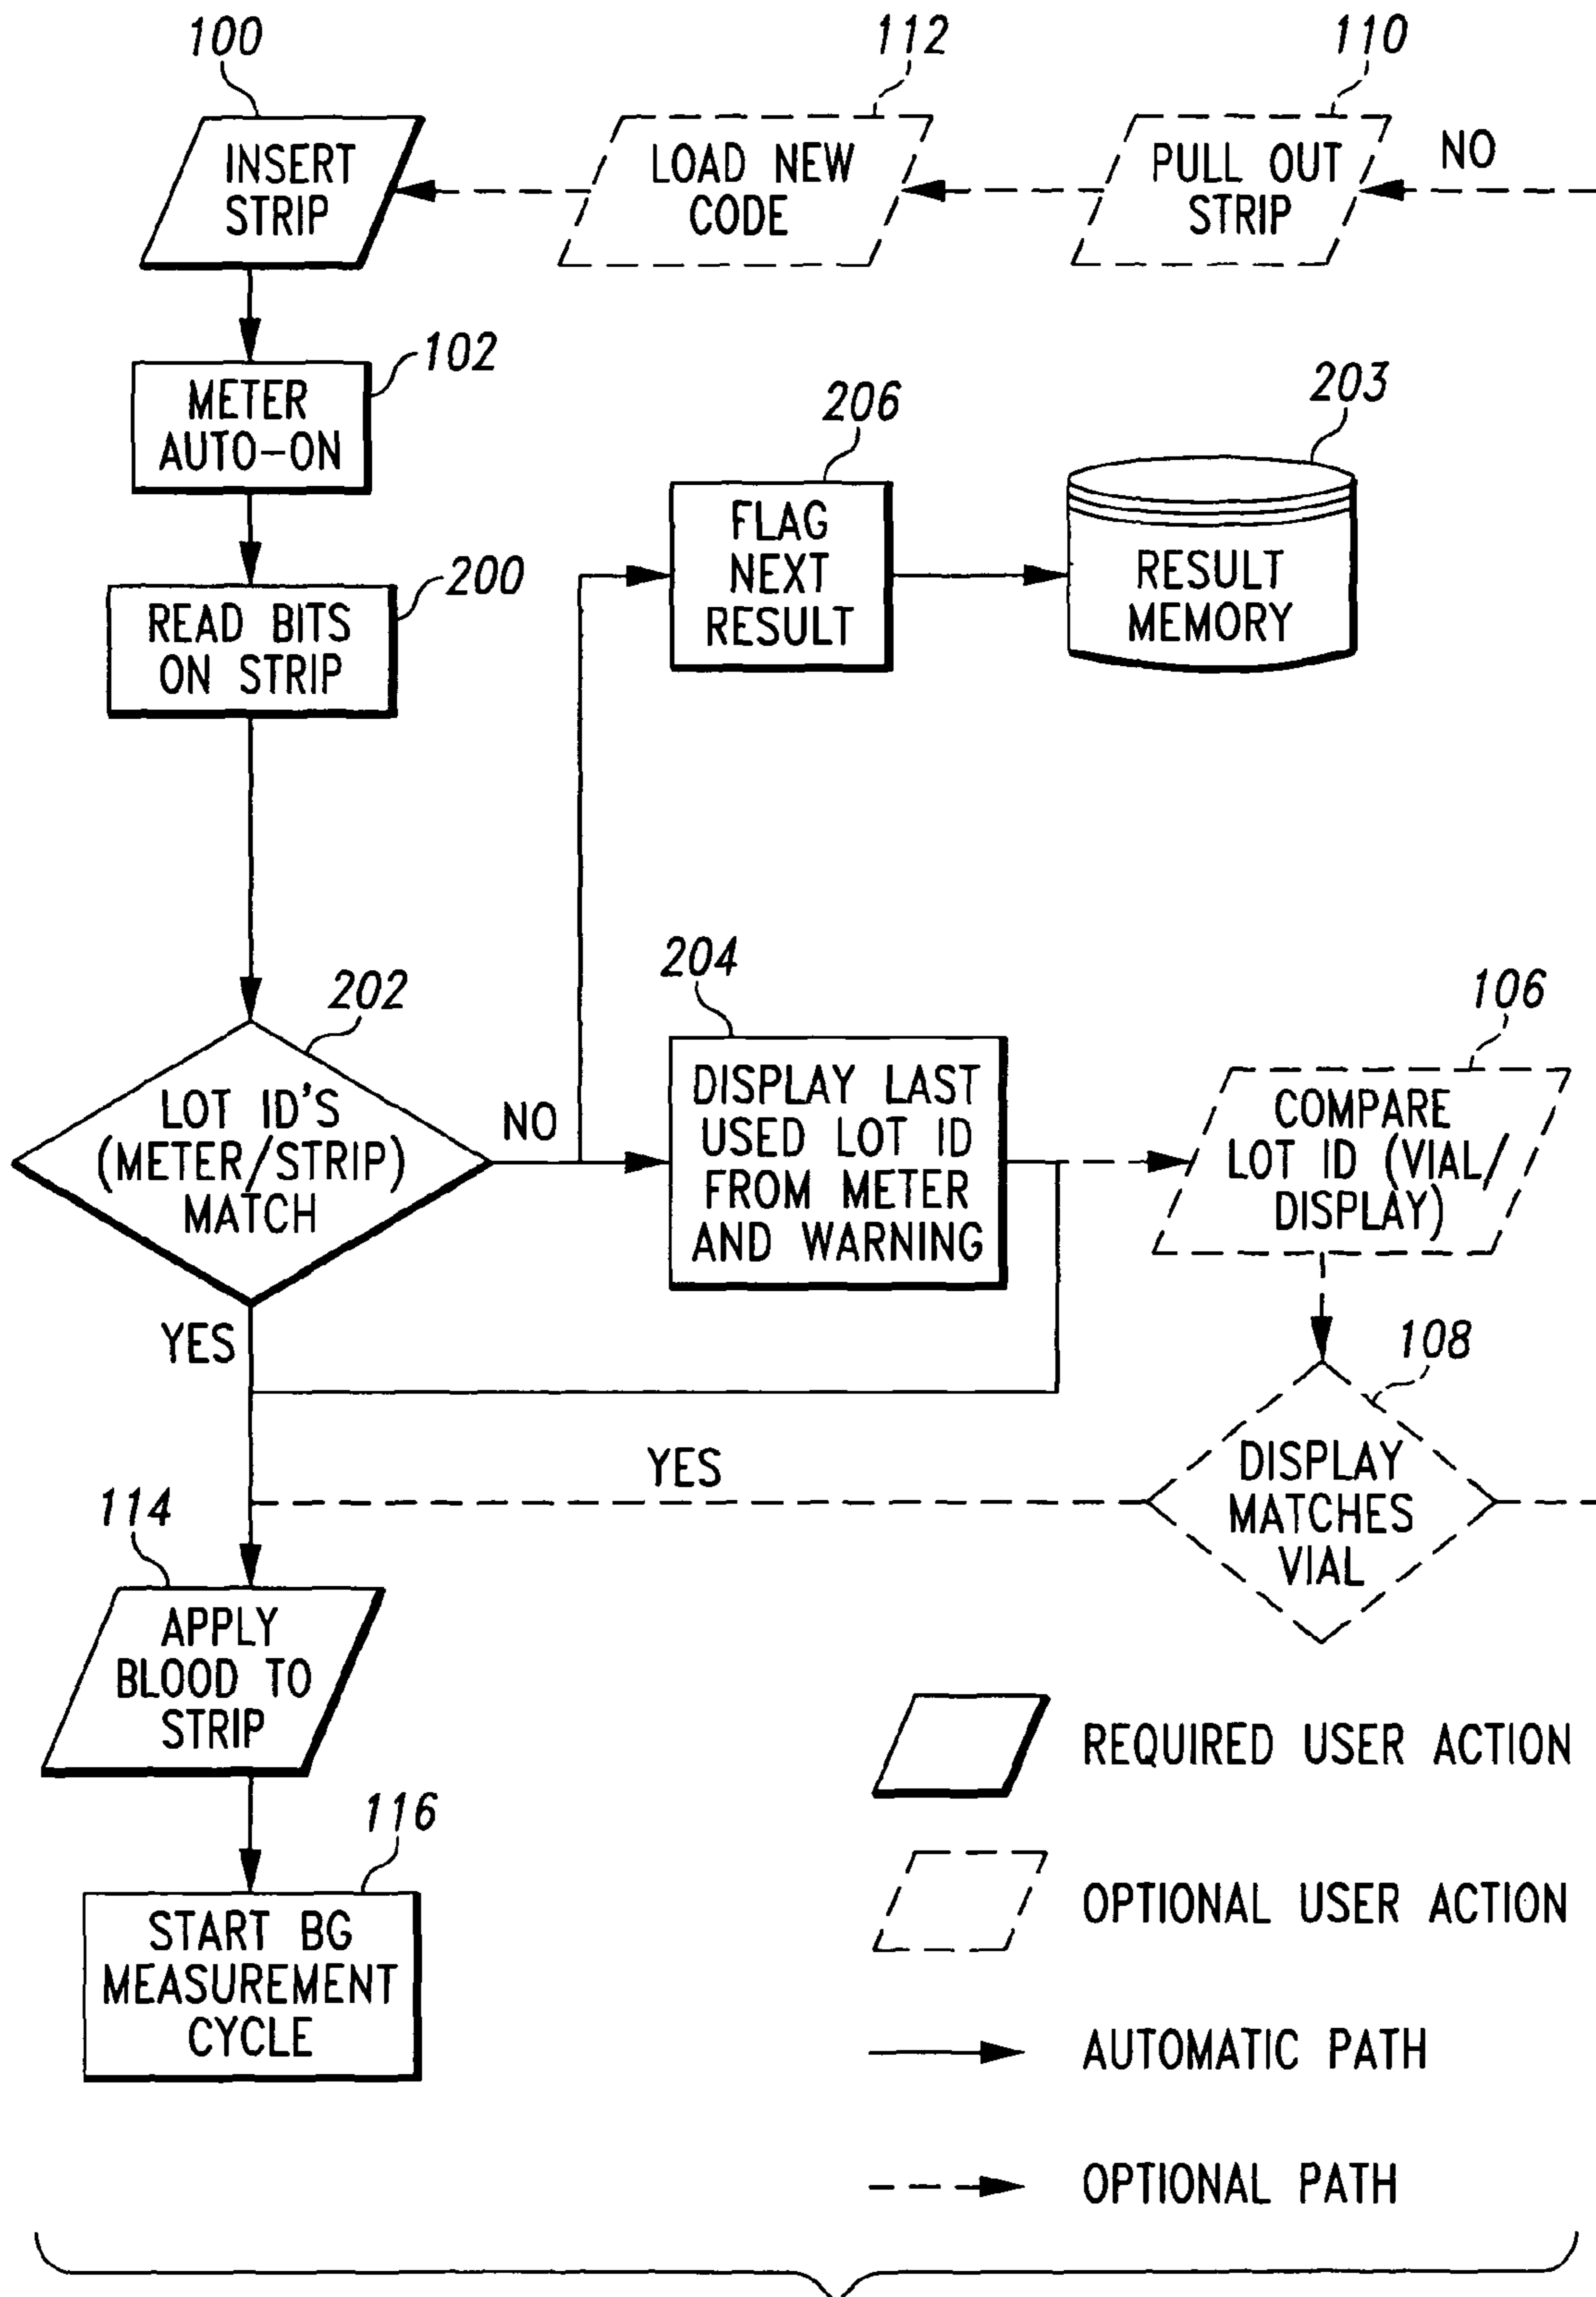 100
112
110
INSERT
STRIP
LOAD NEW
CODE
PULL OUT
STRIP
NO
102
METER
AUTO-ON
206
203
FLAG
NEXT
RESULT
RESULT
MEMORY
200
READ BITS
ON STRIP
202
204
106
LOT ID'S
(METER/STRIP)
MATCH
NO
DISPLAY LAST
USED LOT ID
FROM METER
AND WARNING
COMPARE
LOT ID (VIAL/
DISPLAY)
YES
108
YES
DISPLAY
MATCHES
VIAL
114
APPLY
BLOOD TO
STRIP
REQUIRED USER ACTION
116
START BG
MEASUREMENT
CYCLE
OPTIONAL USER ACTION
AUTOMATIC PATH
OPTIONAL PATH